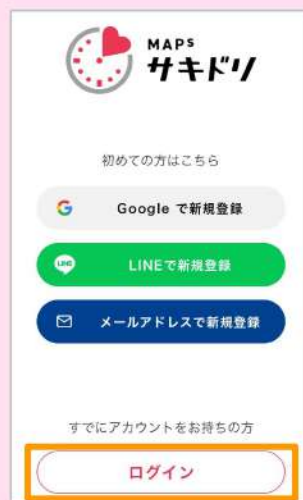 MAPS
サキドリ
初めての方はこちら
G Google で新規登録
LINE LINEで新規登録
メールアドレスで新規登録
すでにアカウントをお持ちの方
ログイン